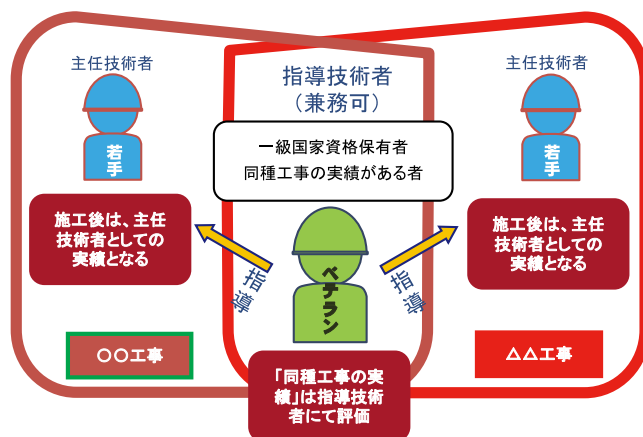 主任技術者
若手
施工後は、主任
技術者としての
実績となる
〇〇工事
指導技術者
（兼務可）
一級国家資格保有者
同種工事の実績がある者
指導
ベテラン
指導
「同種工事の実
績」は指導技術
者にて評価
主任技術者
若手
施工後は、主任
技術者としての
実績となる
△△工事